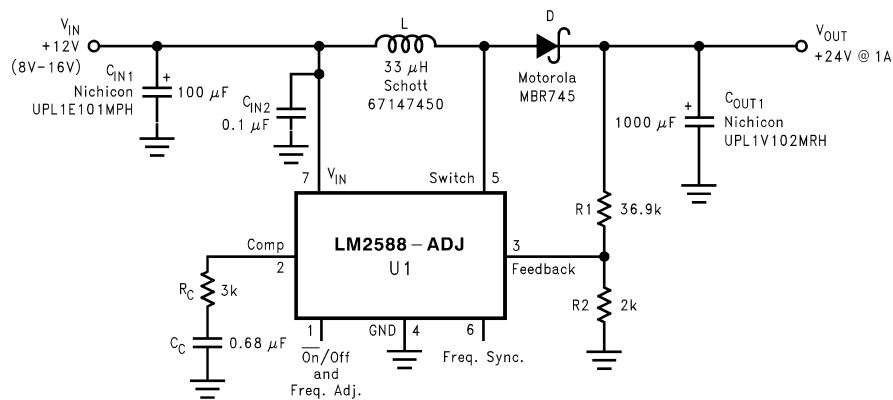 V_IN
+12V
(8V-16V)
C_IN1
Nichicon
UPL1E101MPH
+
100 μF
C_IN2
0.1 μF
L
33 μH
Schott
67147450
D
Motorola
MBR745
V_OUT
+24V @ 1A
1000 μF
+
C_OUT1
Nichicon
UPL1V102MRH
7
V_IN
Switch
5
R1
36.9k
LM2588-ADJ
U1
Comp
2
3
Feedback
R_C
3k
R2
2k
C_C
0.68 μF
1
GND
4
6
O̅n̅/Off
and
Freq. Adj.
Freq. Sync.